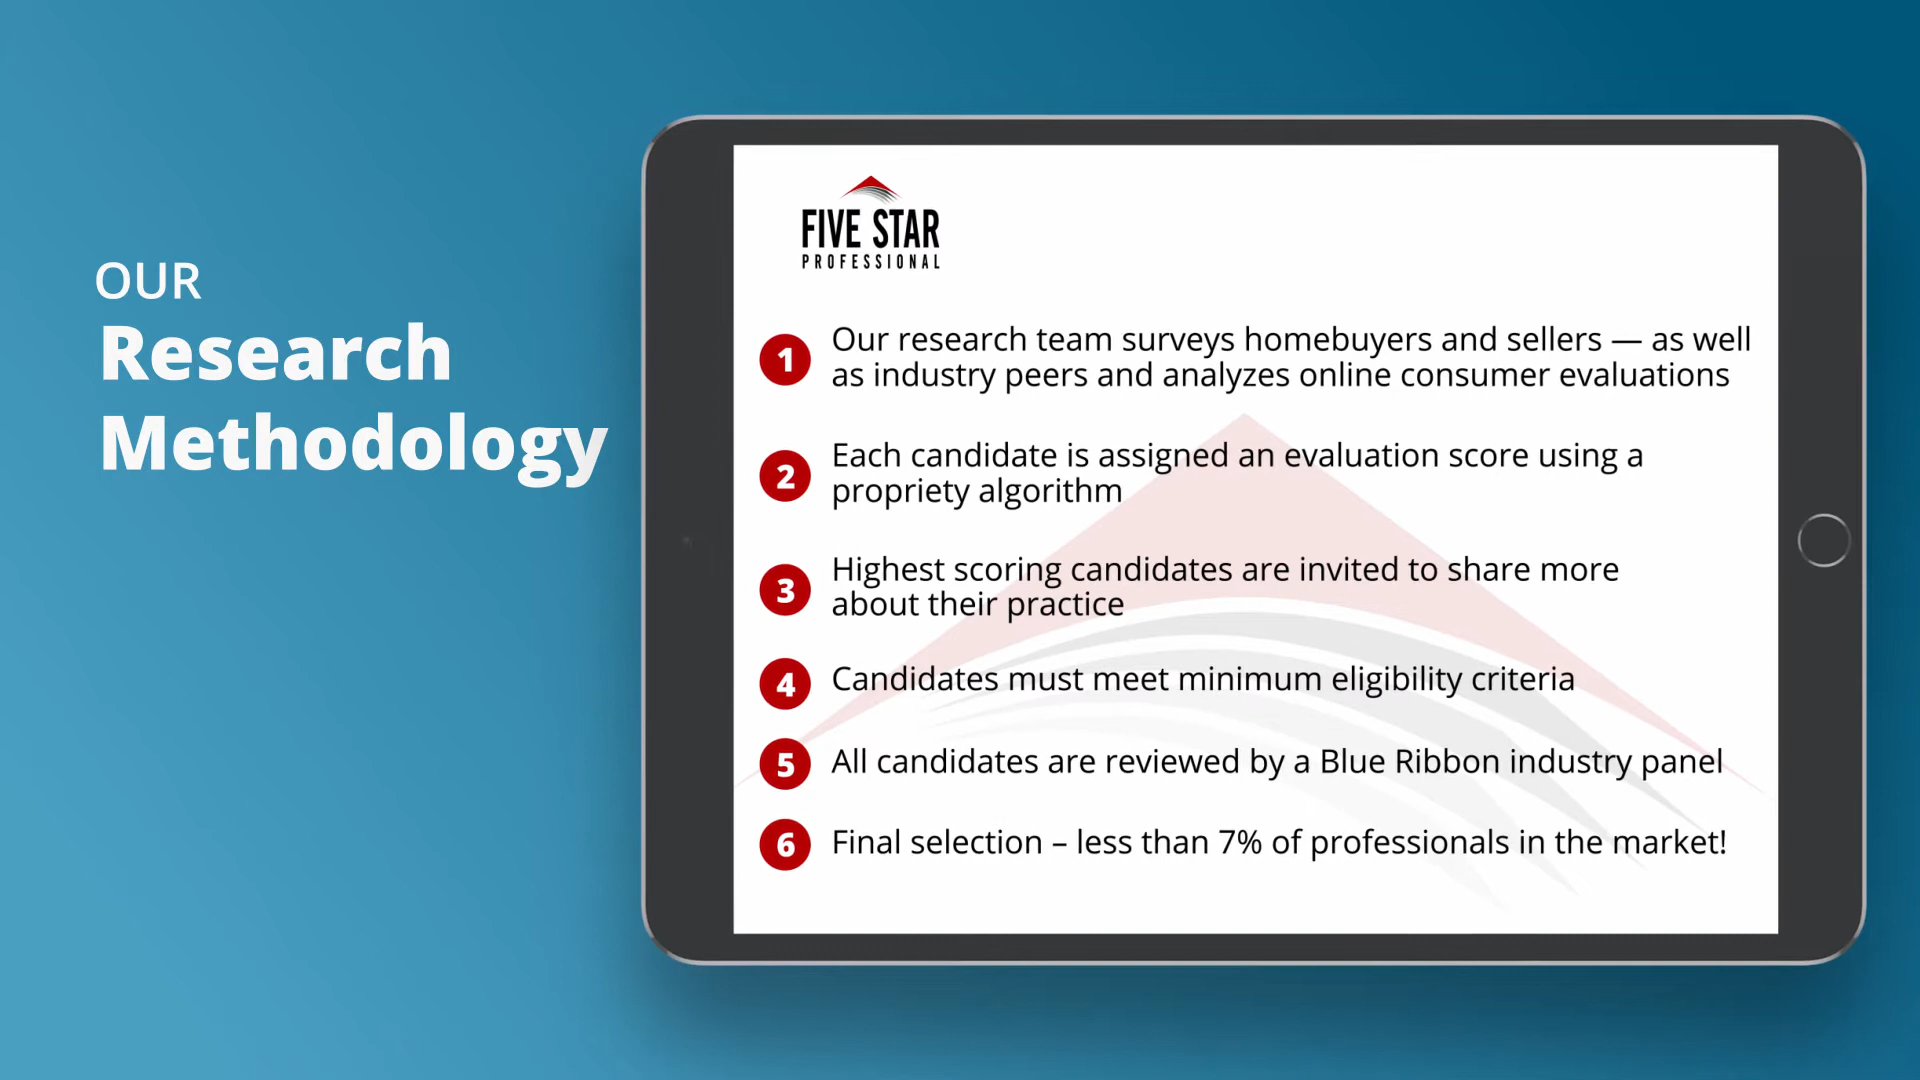 OUR
Research
Methodology
FIVE STAR
PROFESSIONAL
1 Our research team surveys homebuyers and sellers — as well
as industry peers and analyzes online consumer evaluations
2 Each candidate is assigned an evaluation score using a
propriety algorithm
3 Highest scoring candidates are invited to share more
about their practice
4 Candidates must meet minimum eligibility criteria
5 All candidates are reviewed by a Blue Ribbon industry panel
6 Final selection – less than 7% of professionals in the market!